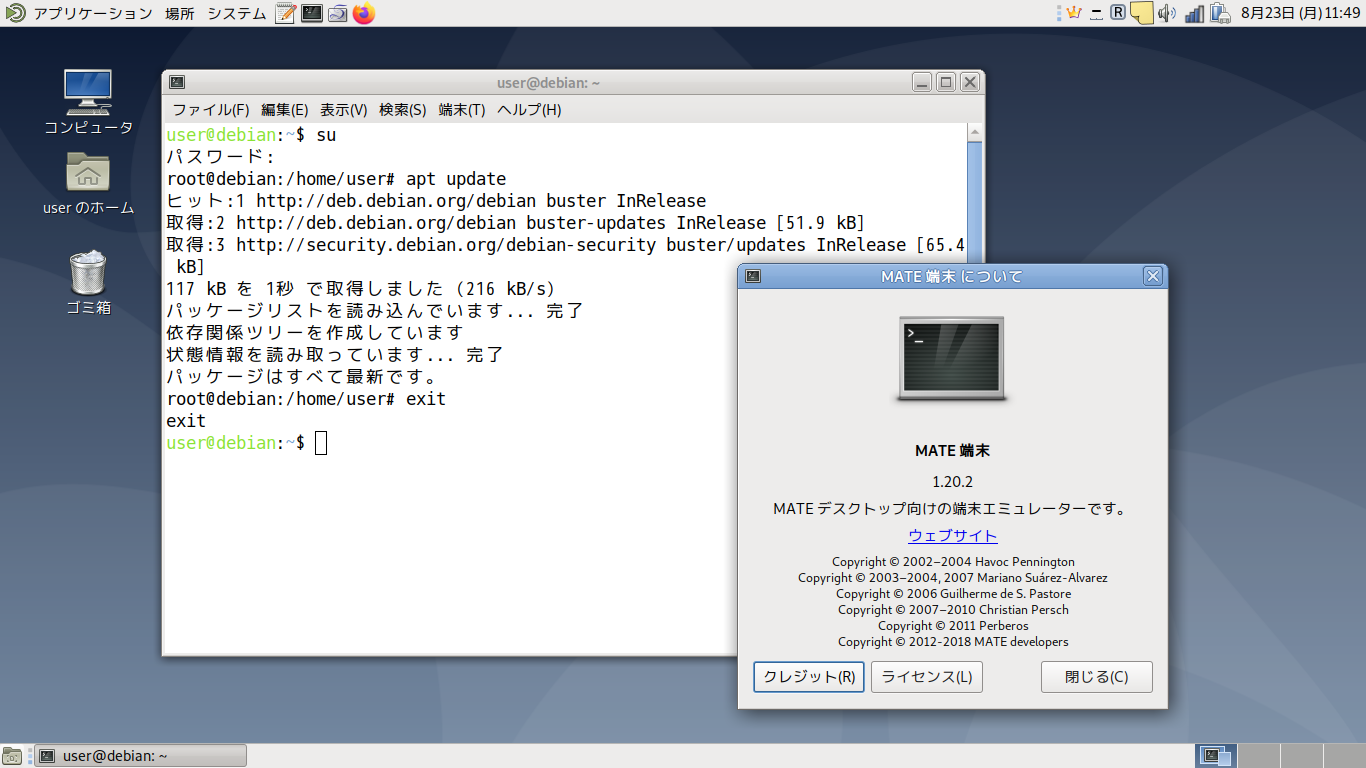 アプリケーション 場所 システム
R
8月23日 (月) 11:49
コンピュータ
user のホーム
ゴミ箱
user@debian: ~
ファイル(F) 編集(E) 表示(V) 検索(S) 端末(T) ヘルプ(H)
user@debian:~$ su
パスワード:
root@debian:/home/user# apt update
ヒット:1 http://deb.debian.org/debian buster InRelease
取得:2 http://deb.debian.org/debian buster-updates InRelease [51.9 kB]
取得:3 http://security.debian.org/debian-security buster/updates InRelease [65.4
 kB]
117 kB を 1秒 で取得しました (216 kB/s)
パッケージリストを読み込んでいます... 完了
依存関係ツリーを作成しています
状態情報を読み取っています... 完了
パッケージはすべて最新です。
root@debian:/home/user# exit
exit
user@debian:~$
MATE 端末 について
>_
MATE 端末
1.20.2
MATE デスクトップ向けの端末エミュレーターです。
ウェブサイト
Copyright © 2002–2004 Havoc Pennington
Copyright © 2003–2004, 2007 Mariano Suárez-Alvarez
Copyright © 2006 Guilherme de S. Pastore
Copyright © 2007–2010 Christian Persch
Copyright © 2011 Perberos
Copyright © 2012-2018 MATE developers
クレジット(R) ライセンス(L) 閉じる(C)
user@debian: ~